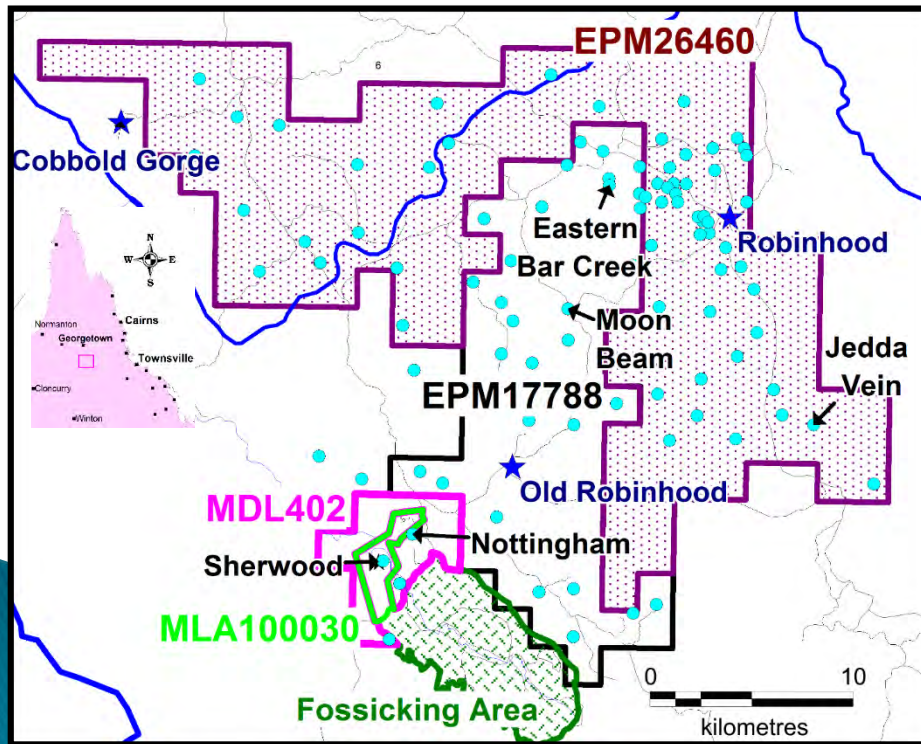 EPM26460
6
Cobbold Gorge
Eastern
Bar Creek
Robinhood
N
W E
S
Moon
Beam
Normanton
Cairns
Georgetown
Townsville
Jedda
Vein
Cloncurry
Winton
EPM17788
Old Robinhood
MDL402
Nottingham
Sherwood
MLA100030
Fossicking Area
0 10
kilometres